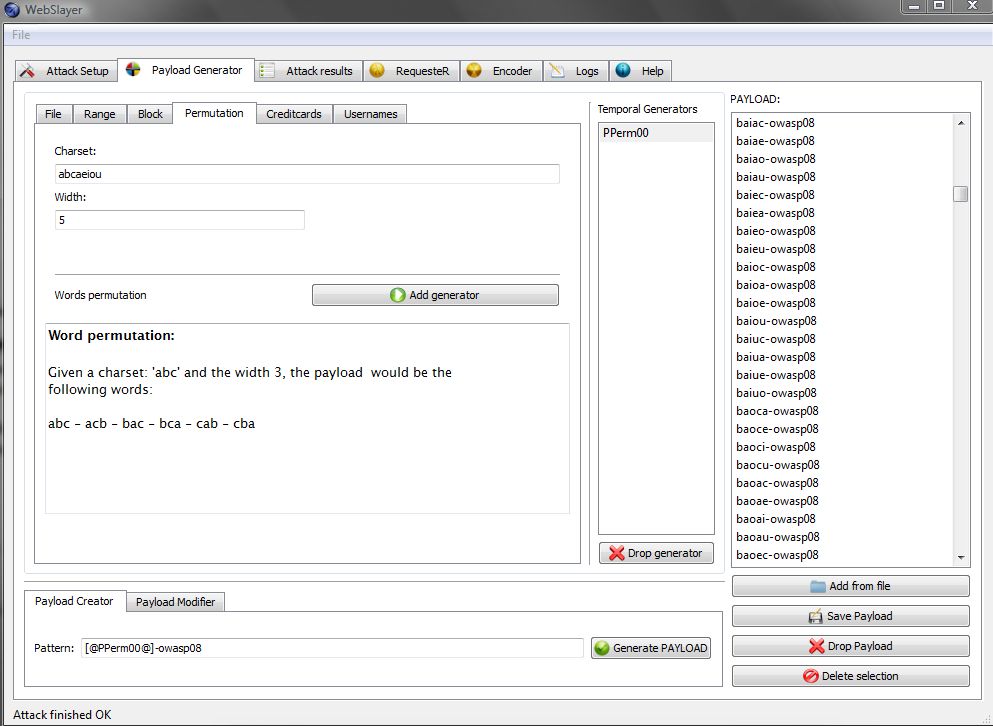 WebSlayer
File
Attack Setup
Payload Generator
Attack results
RequesteR
Encoder
Logs
Help
File
Range
Block
Permutation
Creditcards
Usernames
Charset:
abcaeiou
Width:
5
Words permutation
Add generator
Word permutation:
Given a charset: 'abc' and the width 3, the payload would be the
following words:
abc - acb - bac - bca - cab - cba
Temporal Generators
PPerm00
Drop generator
PAYLOAD:
baiac-owasp08
baiae-owasp08
baiao-owasp08
baiau-owasp08
baiec-owasp08
baiea-owasp08
baieo-owasp08
baieu-owasp08
baioc-owasp08
baioa-owasp08
baioe-owasp08
baiou-owasp08
baiuc-owasp08
baiua-owasp08
baiue-owasp08
baiuo-owasp08
baoca-owasp08
baoce-owasp08
baoci-owasp08
baocu-owasp08
baoac-owasp08
baoae-owasp08
baoai-owasp08
baoau-owasp08
baoec-owasp08
Add from file
Save Payload
Drop Payload
Delete selection
Payload Creator
Payload Modifier
Pattern:
[@PPerm00@]-owasp08
Generate PAYLOAD
Attack finished OK